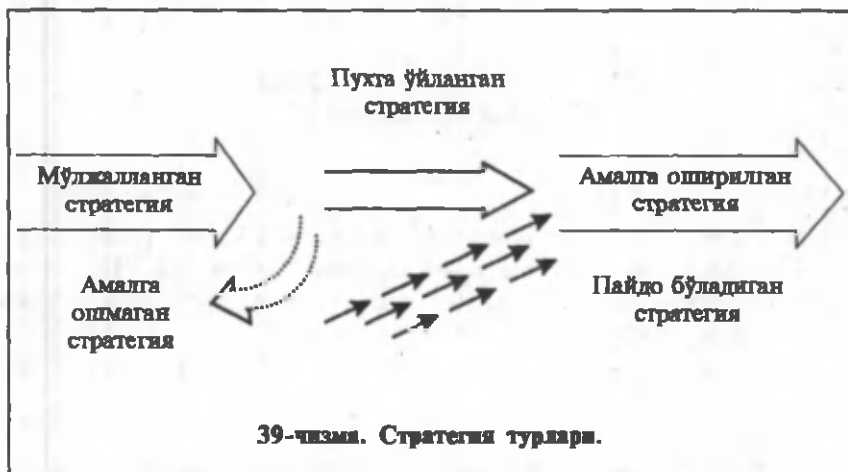 Пухта ўйланган
стратегия
Мўлжалланган
стратегия
Амалга оширилган
стратегия
Амалга
ошмаган
стратегия
Пайдо бўладиган
стратегия
39-чизма. Стратегия турлари.